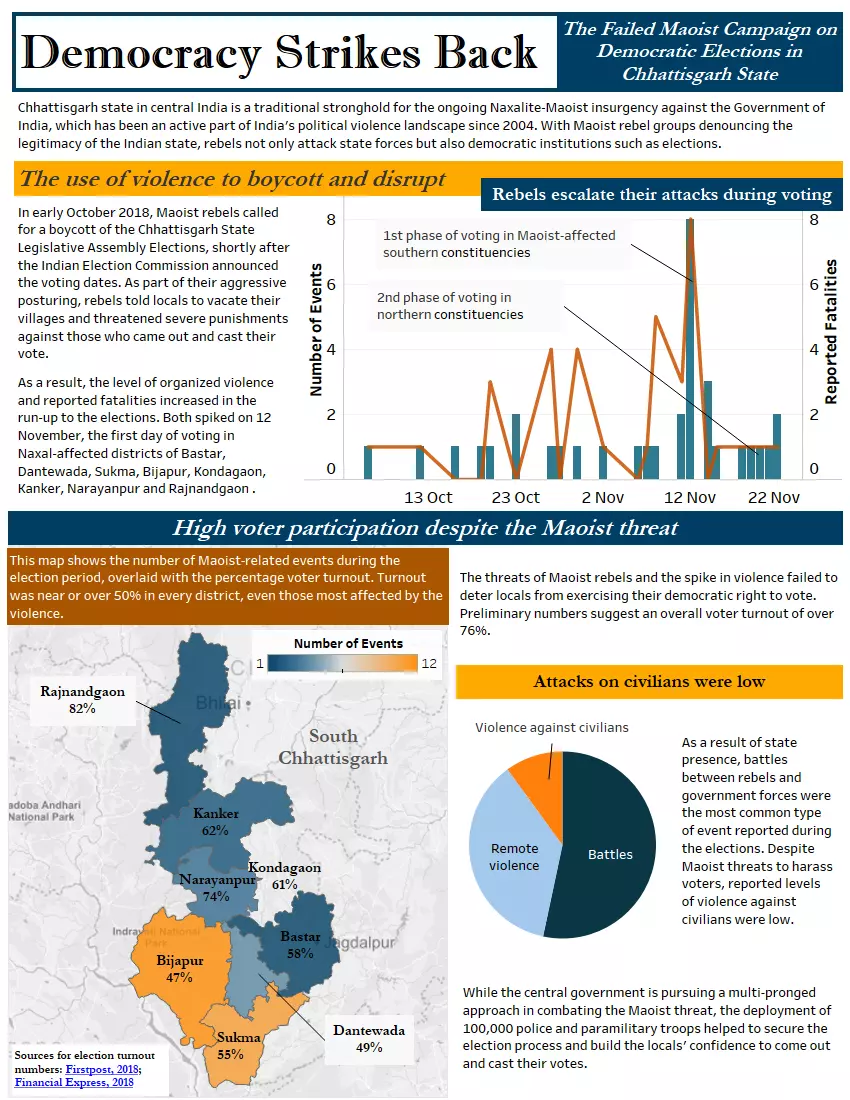 Democracy Strikes Back
The Failed Maoist Campaign on
Democratic Elections in
Chhattisgarh State
Chhattisgarh state in central India is a traditional stronghold for the ongoing Naxalite-Maoist insurgency against the Government of
India, which has been an active part of India's political violence landscape since 2004. With Maoist rebel groups denouncing the
legitimacy of the Indian state, rebels not only attack state forces but also democratic institutions such as elections.
The use of violence to boycott and disrupt
Rebels escalate their attacks during voting
In early October 2018, Maoist rebels called
for a boycott of the Chhattisgarh State
Legislative Assembly Elections, shortly after
the Indian Election Commission announced
the voting dates. As part of their aggressive
posturing, rebels told locals to vacate their
villages and threatened severe punishments
against those who came out and cast their
vote.
As a result, the level of organized violence
and reported fatalities increased in the
run-up to the elections. Both spiked on 12
November, the first day of voting in
Naxal-affected districts of Bastar,
Dantewada, Sukma, Bijapur, Kondagaon,
Kanker, Narayanpur and Rajnandgaon .
Number of Events
8
6
4
2
0
1st phase of voting in Maoist-affected
southern constituencies
2nd phase of voting in
northern constituencies
8
6
4
2
0
Reported Fatalities
13 Oct
23 Oct
2 Nov
12 Nov
22 Nov
High voter participation despite the Maoist threat
This map shows the number of Maoist-related events during the
election period, overlaid with the percentage voter turnout. Turnout
was near or over 50% in every district, even those most affected by the
violence.
Number of Events
1
12
Rajnandgaon
82%
Bhilai
South
Chhattisgarh
adoba Andhari
National Park
Kanker
62%
Kondagaon
61%
Narayanpur
74%
Indravati National
Park
Bastar
58%
Jagdalpur
Bijapur
47%
Sukma
55%
Dantewada
49%
Sources for election turnout
numbers: Firstpost, 2018;
Financial Express, 2018
The threats of Maoist rebels and the spike in violence failed to
deter locals from exercising their democratic right to vote.
Preliminary numbers suggest an overall voter turnout of over
76%.
Attacks on civilians were low
Violence against civilians
Remote
violence
Battles
As a result of state
presence, battles
between rebels and
government forces were
the most common type
of event reported during
the elections. Despite
Maoist threats to harass
voters, reported levels
of violence against
civilians were low.
While the central government is pursuing a multi-pronged
approach in combating the Maoist threat, the deployment of
100,000 police and paramilitary troops helped to secure the
election process and build the locals' confidence to come out
and cast their votes.